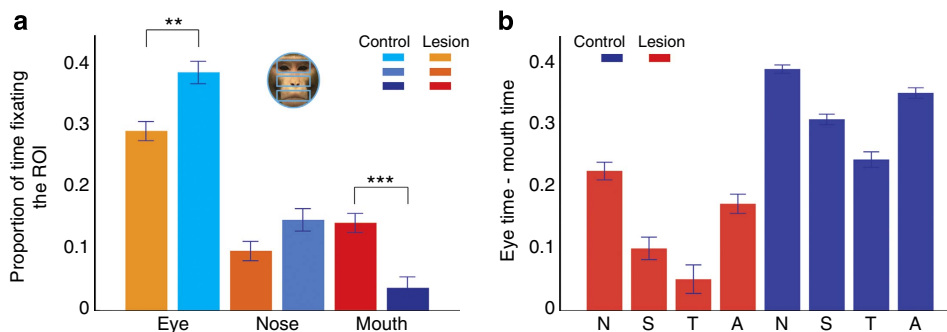 a
Proportion of time fixating
the ROI
0.4
0.3
0.2
0.1
0
**
***
Control Lesion
Eye Nose Mouth
b
Eye time - mouth time
0.4
0.3
0.2
0.1
0
Control Lesion
N S T A N S T A